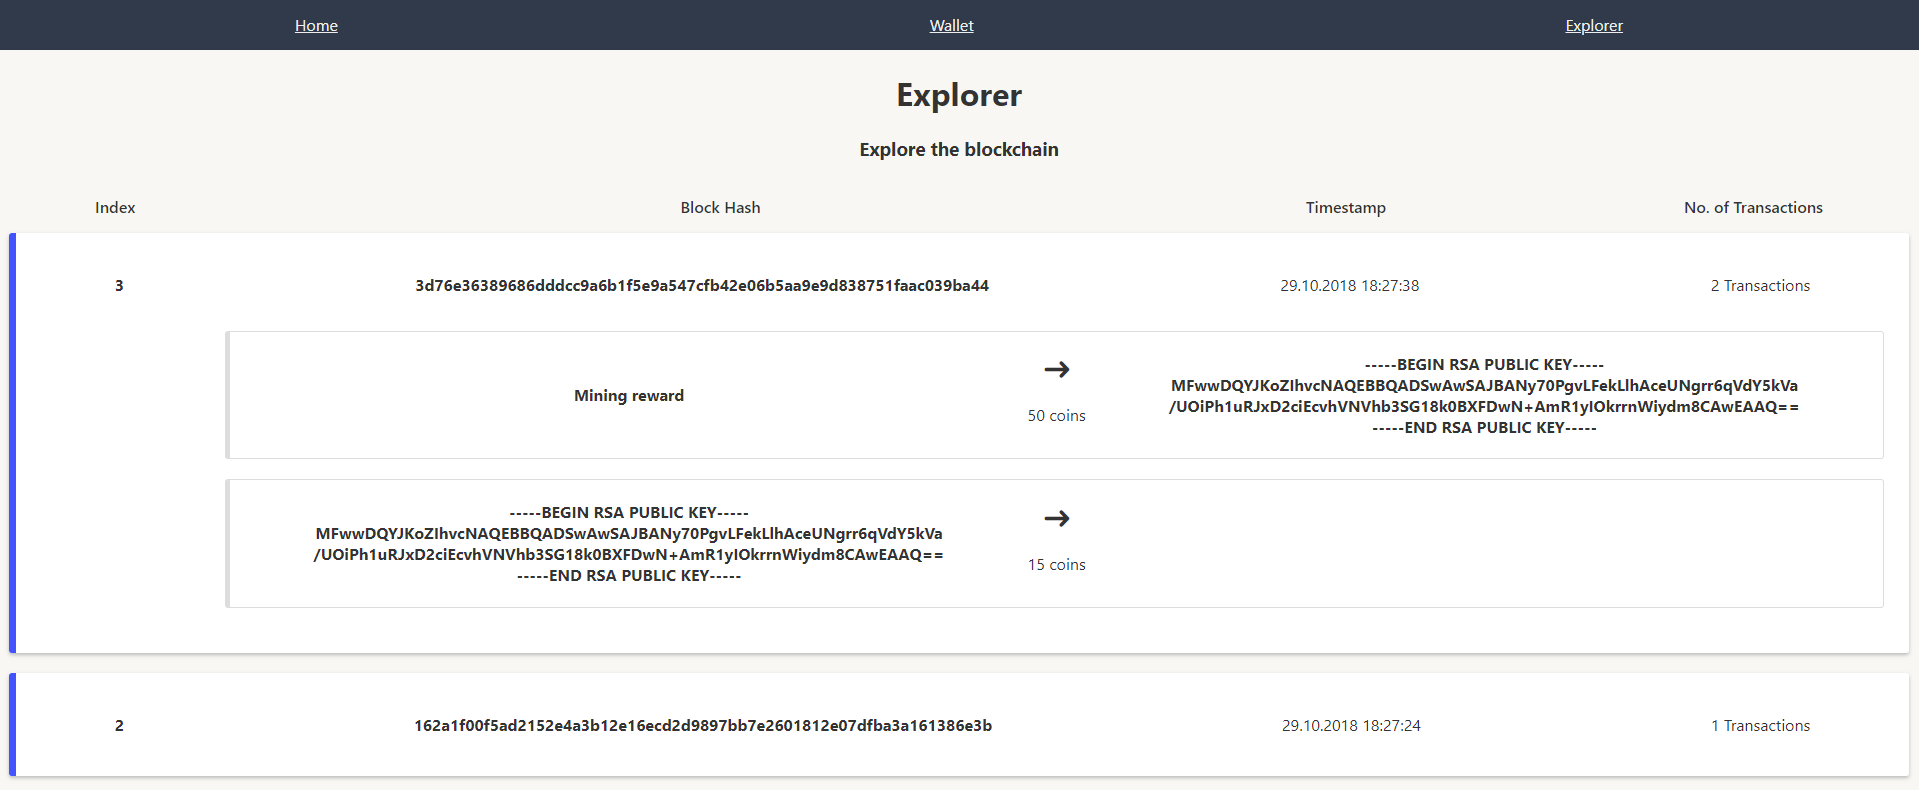 Home Wallet Explorer
Explorer
Explore the blockchain
Index Block Hash Timestamp No. of Transactions
3 3d76e36389686dddcc9a6b1f5e9a547cfb42e06b5aa9e9d838751faac039ba44 29.10.2018 18:27:38 2 Transactions
Mining reward
→
50 coins
-----BEGIN RSA PUBLIC KEY-----
MFwwDQYJKoZIhvcNAQEBBQADSwAwSAJBANy70PgvLFekLlhAceUNgrr6qVdY5kVa
/UOiPh1uRJxD2ciEcvhVNVhb3SG18k0BXFDwN+AmR1yIOkrrnWiydm8CAwEAAQ==
-----END RSA PUBLIC KEY-----
-----BEGIN RSA PUBLIC KEY-----
MFwwDQYJKoZIhvcNAQEBBQADSwAwSAJBANy70PgvLFekLlhAceUNgrr6qVdY5kVa
/UOiPh1uRJxD2ciEcvhVNVhb3SG18k0BXFDwN+AmR1yIOkrrnWiydm8CAwEAAQ==
-----END RSA PUBLIC KEY-----
→
15 coins
2 162a1f00f5ad2152e4a3b12e16ecd2d9897bb7e2601812e07dfba3a161386e3b 29.10.2018 18:27:24 1 Transactions